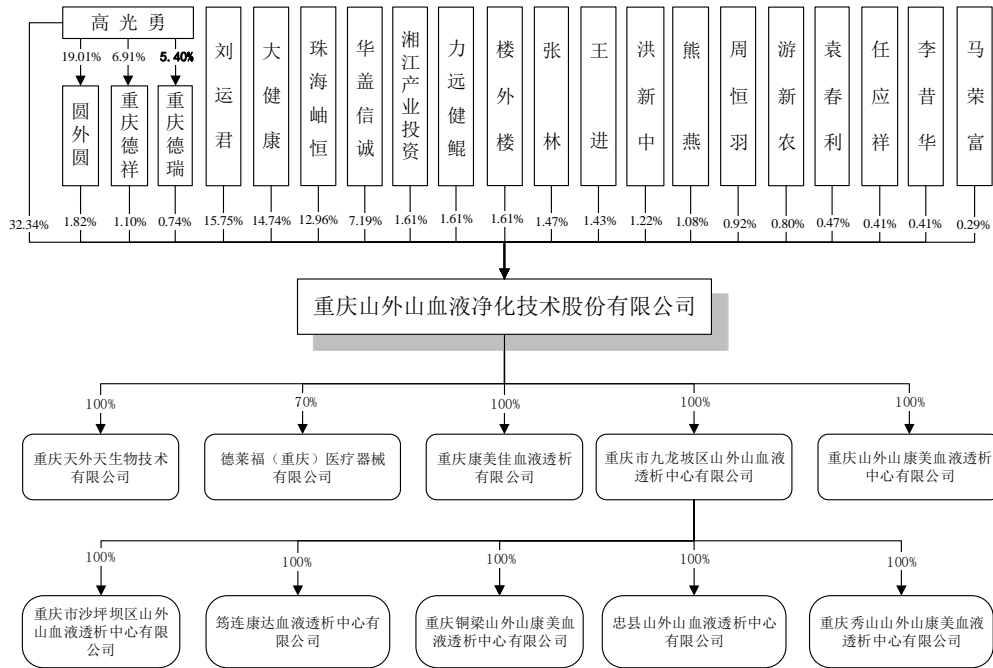 高光勇
19.01%
6.91%
5.40%
圆外圆
重庆德祥
重庆德瑞
刘运君
大健康
珠海岫恒
华盖信诚
湘江产业投资
力远健鲲
楼外楼
张林
王进
洪新中
熊燕
周恒羽
游新农
袁春利
任应祥
李昔华
马荣富
32.34%
1.82%
1.10%
0.74%
15.75%
14.74%
12.96%
7.19%
1.61%
1.61%
1.61%
1.47%
1.43%
1.22%
1.08%
0.92%
0.80%
0.47%
0.41%
0.41%
0.29%
重庆山外山血液净化技术股份有限公司
100%
70%
100%
100%
100%
重庆天外天生物技术
有限公司
德莱福（重庆）医疗器械
有限公司
重庆康美佳血液透析
有限公司
重庆市九龙坡区山外山血液
透析中心有限公司
重庆山外山康美血液透析
中心有限公司
100%
100%
100%
100%
100%
重庆市沙坪坝区山外
山血液透析中心有限
公司
筠连康达血液透析中心有
限公司
重庆铜梁山外山康美血
液透析中心有限公司
忠县山外山血液透析中心
有限公司
重庆秀山山外山康美血液
透析中心有限公司